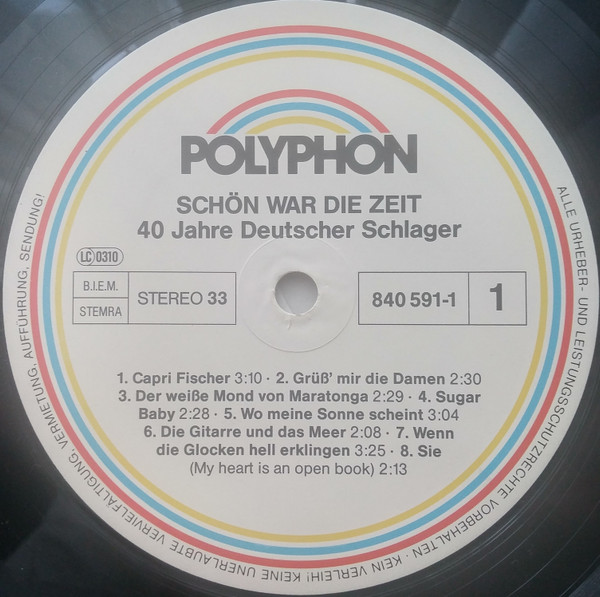 POLYPHON
SCHÖN WAR DIE ZEIT
40 Jahre Deutscher Schlager
LC 0310
B.I.E.M.
STEMRA
STEREO 33
840 591-1
1
1. Capri Fischer 3:10 · 2. Grüß' mir die Damen 2:30
3. Der weiße Mond von Maratonga 2:29 · 4. Sugar
Baby 2:28 · 5. Wo meine Sonne scheint 3:04
6. Die Gitarre und das Meer 2:08 · 7. Wenn
die Glocken hell erklingen 3:25 · 8. Sie
(My heart is an open book) 2:13
ALLE URHEBER- UND LEISTUNGSSCHUTZRECHTE VORBEHALTEN · KEIN VERLEIH! KEINE UNERLAUBTE VERVIELFÄLTIGUNG, VERMIETUNG, AUFFÜHRUNG, SENDUNG!